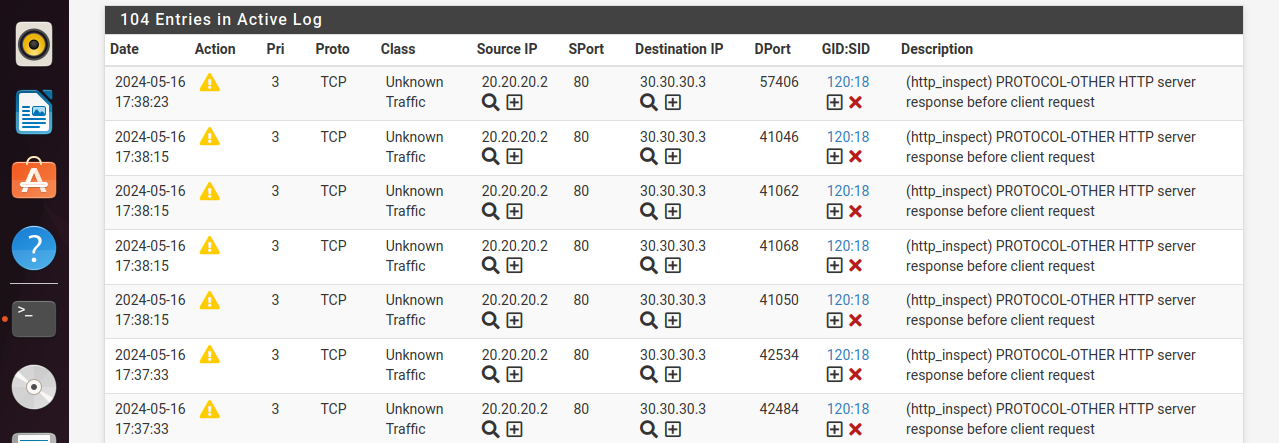 104 Entries in Active Log
Date Action Pri Proto Class Source IP SPort Destination IP DPort GID:SID Description
2024-05-16 3 TCP Unknown 20.20.20.2 80 30.30.30.3 57406 120:18 (http_inspect) PROTOCOL-OTHER HTTP server
17:38:23 Traffic response before client request
2024-05-16 3 TCP Unknown 20.20.20.2 80 30.30.30.3 41046 120:18 (http_inspect) PROTOCOL-OTHER HTTP server
17:38:15 Traffic response before client request
2024-05-16 3 TCP Unknown 20.20.20.2 80 30.30.30.3 41062 120:18 (http_inspect) PROTOCOL-OTHER HTTP server
17:38:15 Traffic response before client request
2024-05-16 3 TCP Unknown 20.20.20.2 80 30.30.30.3 41068 120:18 (http_inspect) PROTOCOL-OTHER HTTP server
17:38:15 Traffic response before client request
2024-05-16 3 TCP Unknown 20.20.20.2 80 30.30.30.3 41050 120:18 (http_inspect) PROTOCOL-OTHER HTTP server
17:38:15 Traffic response before client request
2024-05-16 3 TCP Unknown 20.20.20.2 80 30.30.30.3 42534 120:18 (http_inspect) PROTOCOL-OTHER HTTP server
17:37:33 Traffic response before client request
2024-05-16 3 TCP Unknown 20.20.20.2 80 30.30.30.3 42484 120:18 (http_inspect) PROTOCOL-OTHER HTTP server
17:37:33 Traffic response before client request